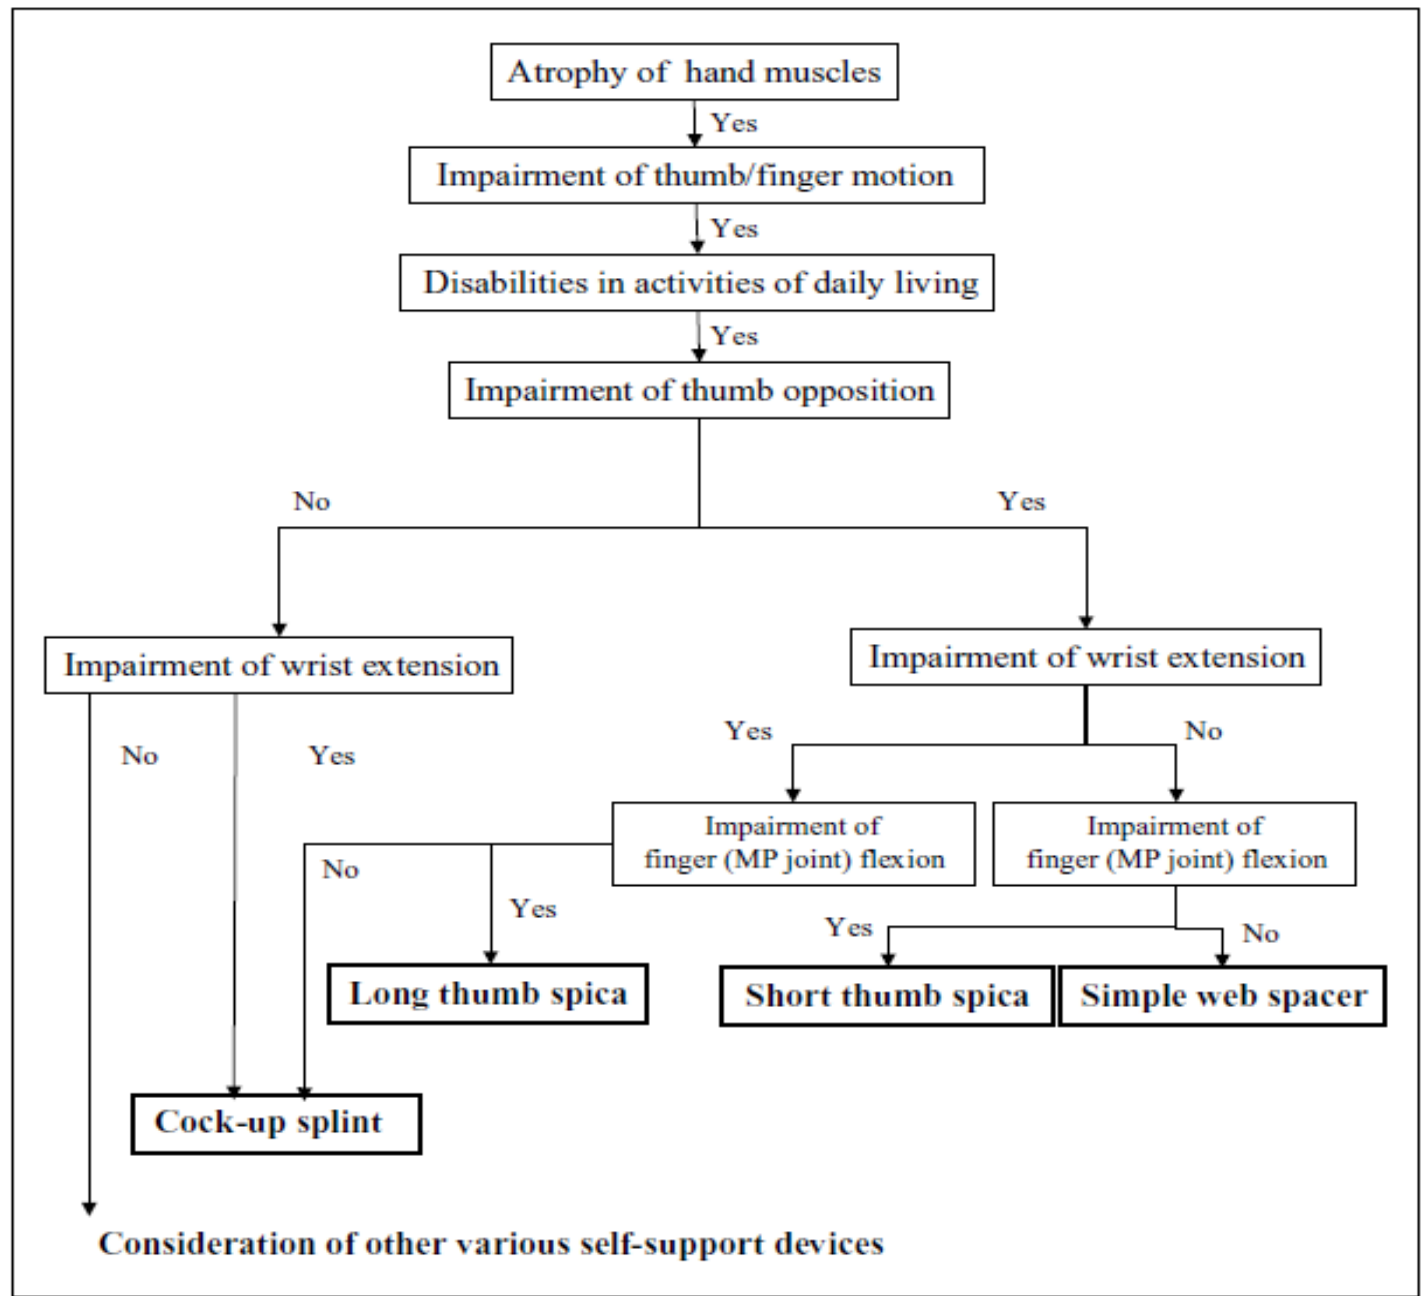 Atrophy of hand muscles
Yes
Impairment of thumb/finger motion
Yes
Disabilities in activities of daily living
Yes
Impairment of thumb opposition
No
Yes
Impairment of wrist extension
Impairment of wrist extension
No
Yes
Yes
No
Impairment of
finger (MP joint) flexion
Impairment of
finger (MP joint) flexion
No
Yes
Yes
No
Long thumb spica
Short thumb spica
Simple web spacer
Cock-up splint
Consideration of other various self-support devices